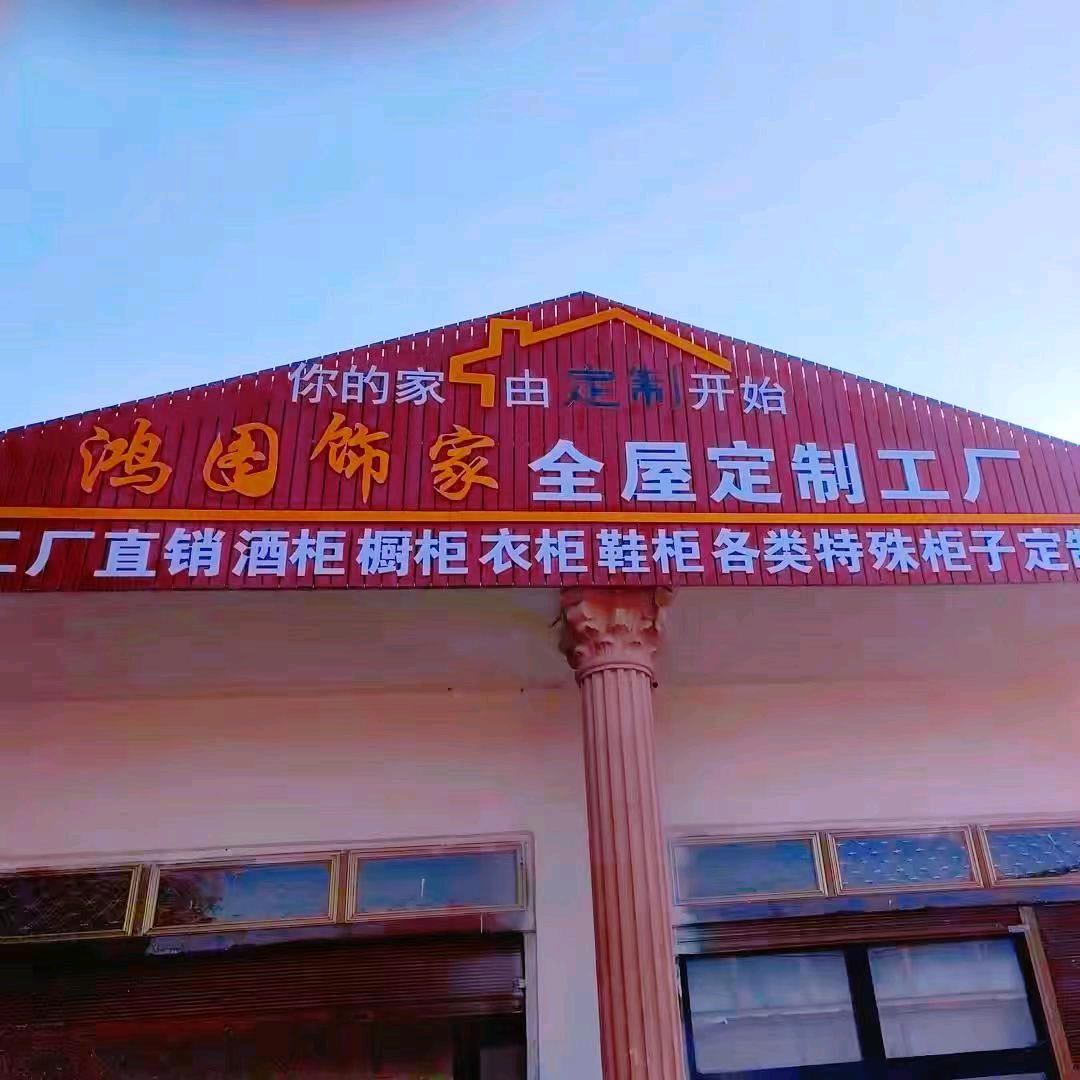 你的家由定制开始
鸿图饰家全屋定制工厂
工厂直销酒柜橱柜衣柜鞋柜各类特殊柜子定制